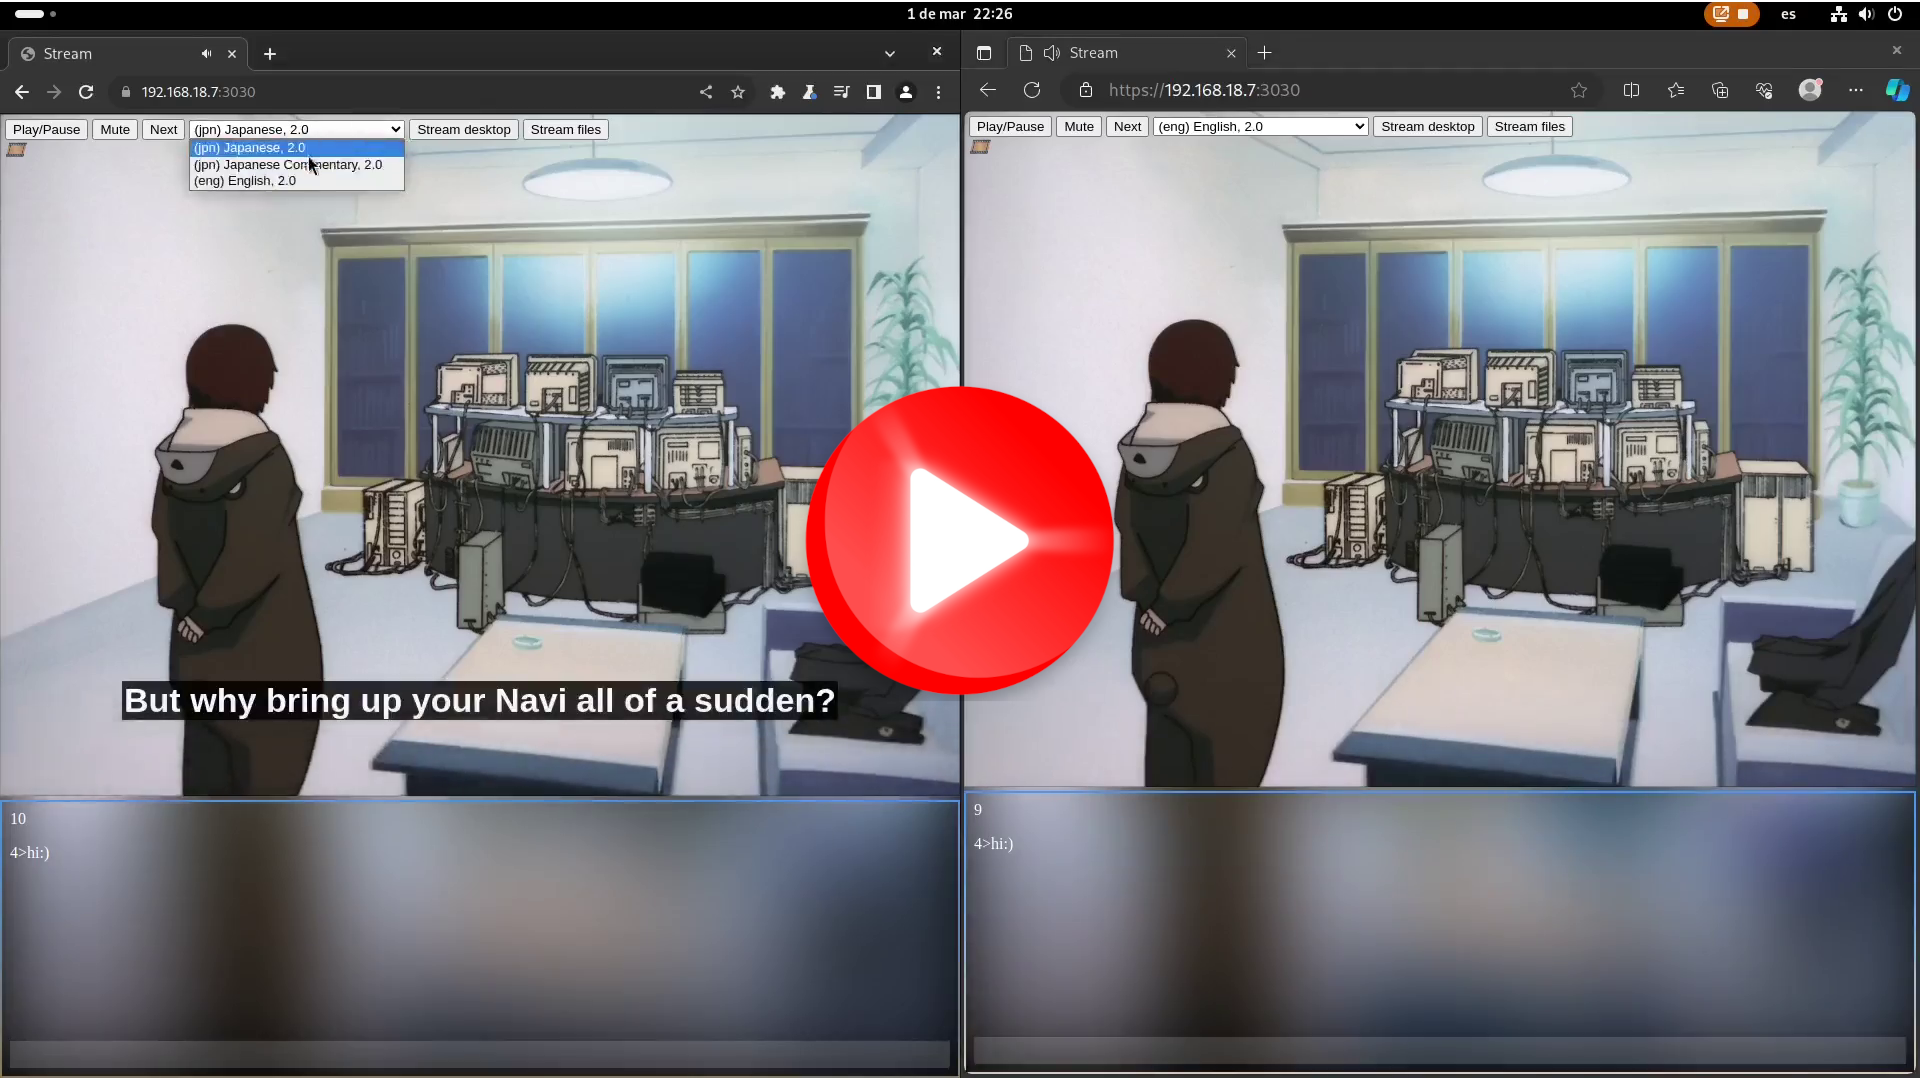 1 de mar 22:26
es
Stream
192.168.18.7:3030
Play/Pause Mute Next (jpn) Japanese, 2.0 Stream desktop Stream files
(jpn) Japanese, 2.0
(jpn) Japanese Commentary, 2.0
(eng) English, 2.0
But why bring up your Navi all of a sudden?
10
4>hi:)
Stream
https://192.168.18.7:3030
Play/Pause Mute Next (eng) English, 2.0 Stream desktop Stream files
9
4>hi:)